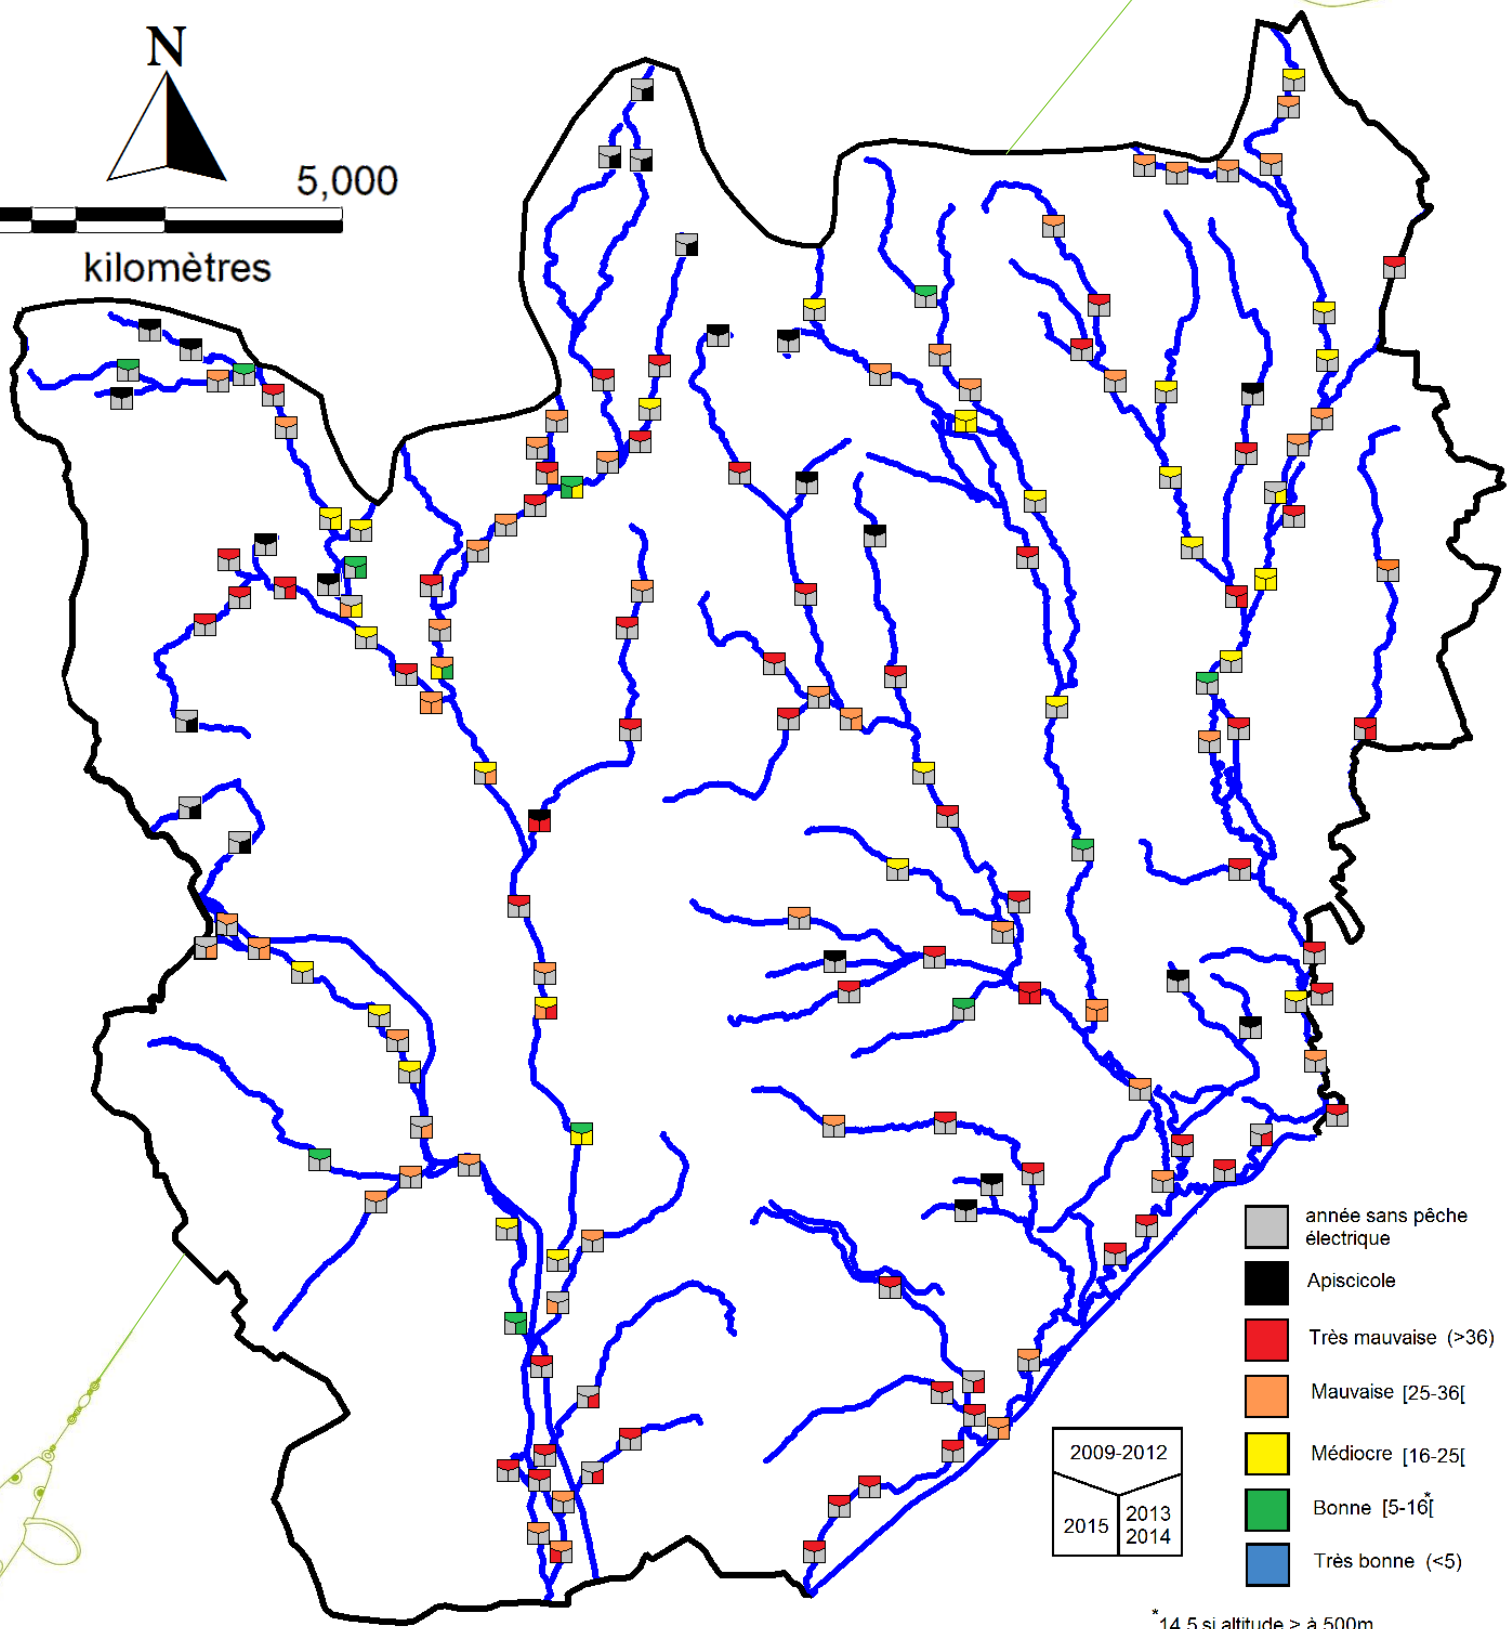 N
5,000
kilomètres
année sans pêche
électrique
Apiscicole
Très mauvaise (>36)
Mauvaise [25-36[
Médiocre [16-25[
Bonne [5-16*[
Très bonne (<5)
2009-2012
2015
2013
2014
*14,5 si altitude > à 500m